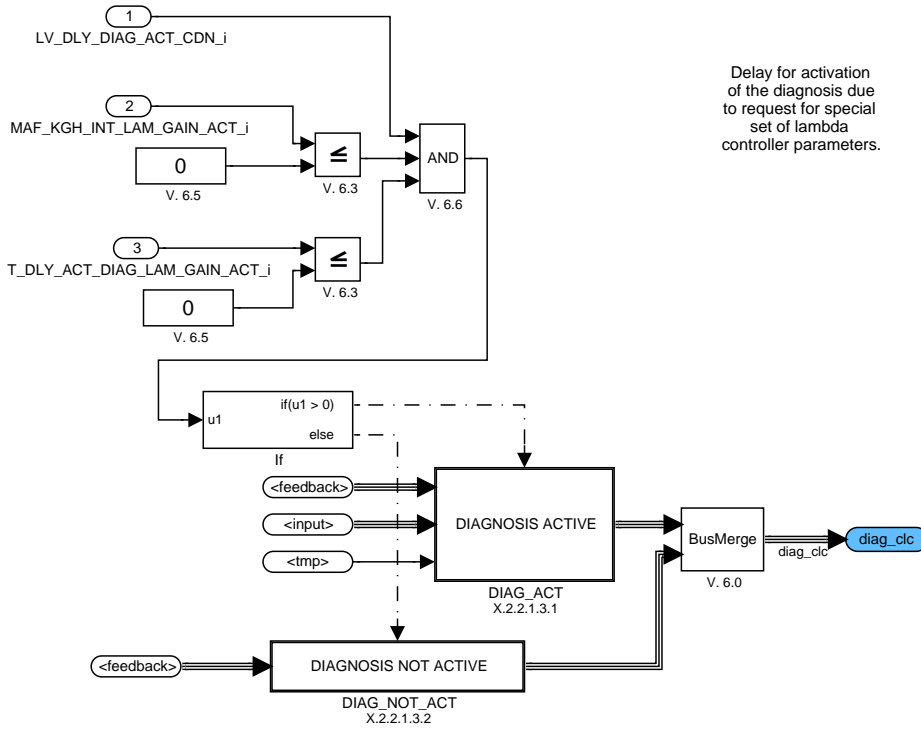 1
LV_DLY_DIAG_ACT_CDN_i
Delay for activation
of the diagnosis due
to request for special
set of lambda
controller parameters.
2
MAF_KGH_INT_LAM_GAIN_ACT_i
≤
AND
0
V. 6.5
V. 6.3
V. 6.6
3
T_DLY_ACT_DIAG_LAM_GAIN_ACT_i
≤
0
V. 6.3
V. 6.5
if(u1 > 0)
u1
else
If
<feedback>
<input>
DIAGNOSIS ACTIVE
<tmp>
DIAG_ACT
X.2.2.1.3.1
BusMerge
diag_clc
diag_clc
V. 6.0
<feedback>
DIAGNOSIS NOT ACTIVE
DIAG_NOT_ACT
X.2.2.1.3.2